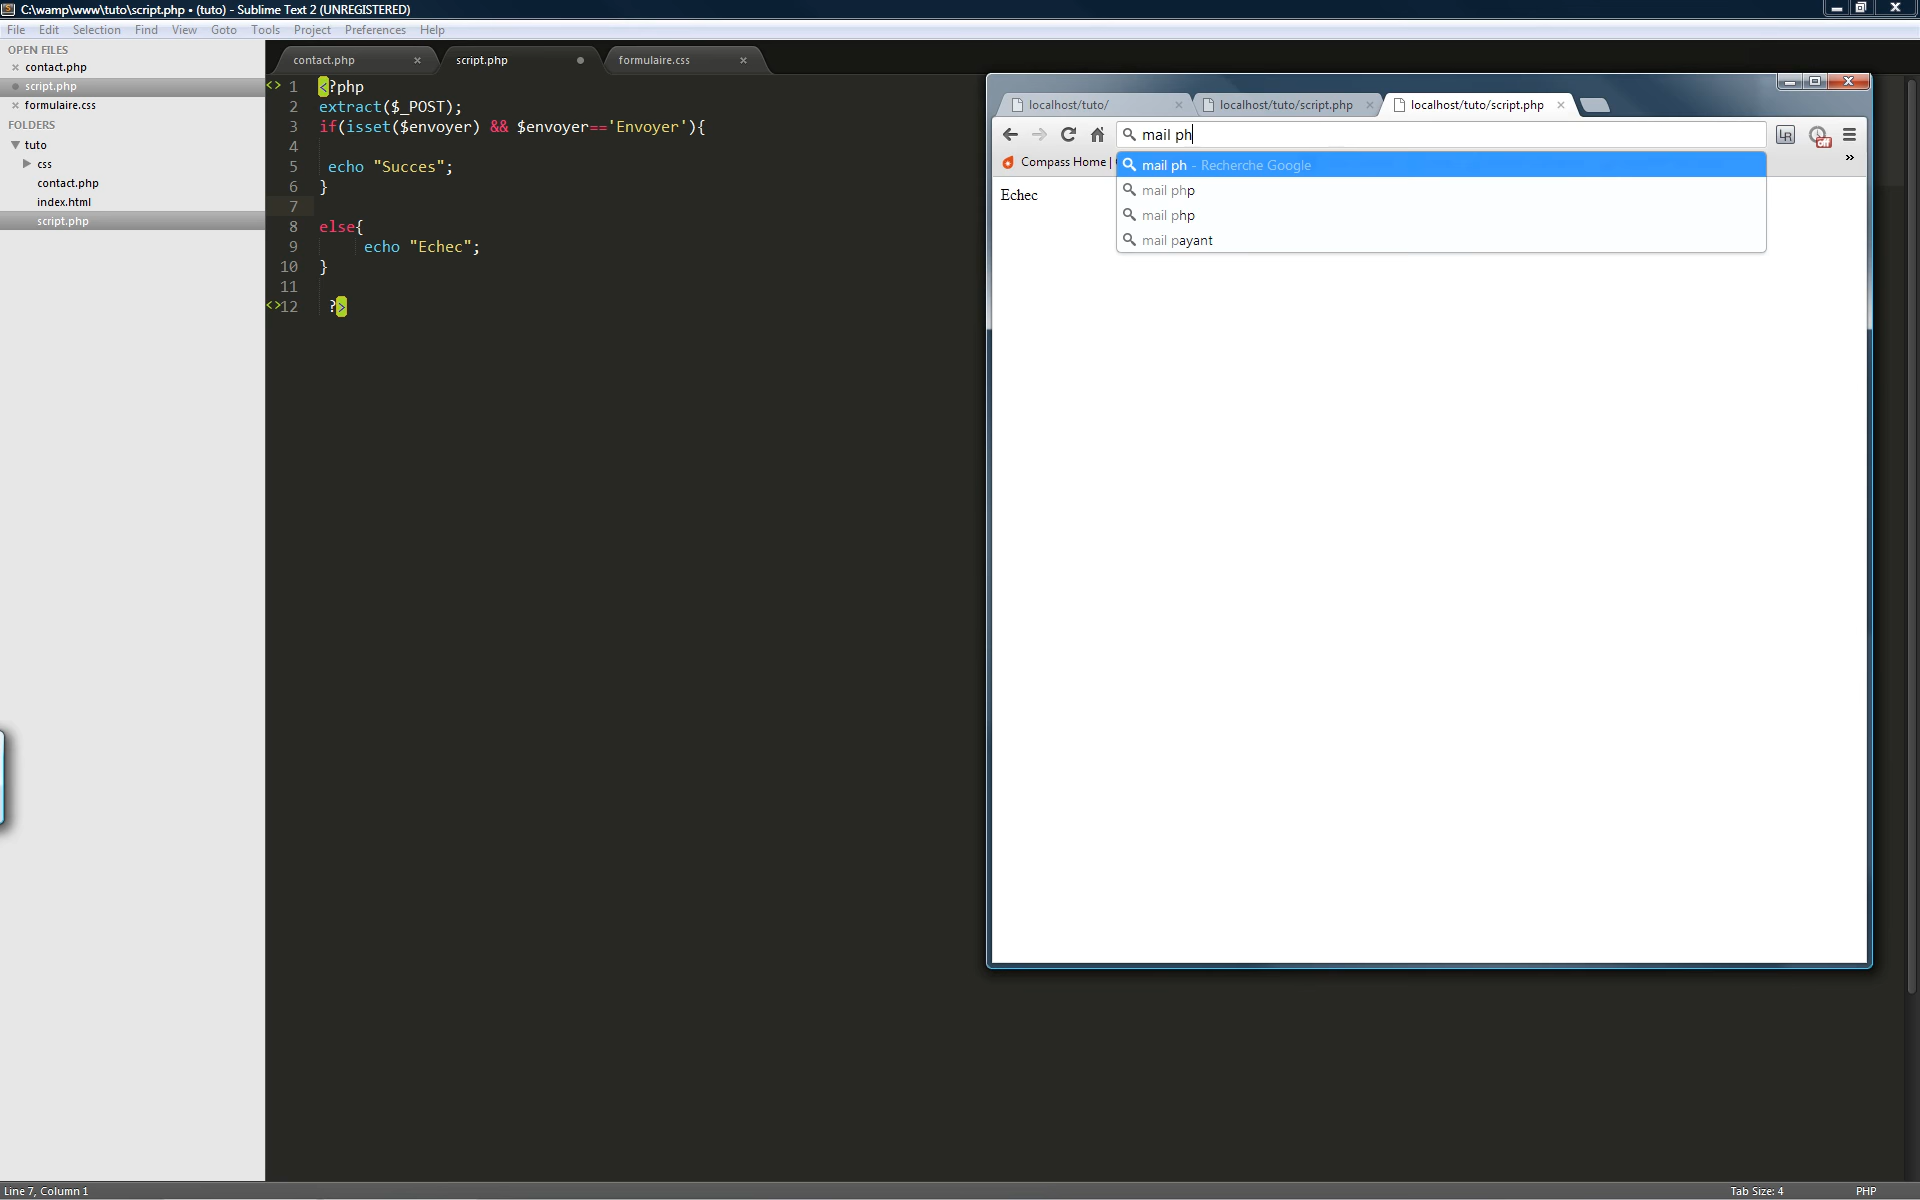 C:\wamp\www\tuto\script.php • (tuto) - Sublime Text 2 (UNREGISTERED)
File Edit Selection Find View Goto Tools Project Preferences Help
OPEN FILES
contact.php
script.php
formulaire.css
FOLDERS
tuto
css
contact.php
index.html
script.php
contact.php script.php formulaire.css
1 <?php
2 extract($_POST);
3 if(isset($envoyer) && $envoyer=='Envoyer'){
4
5 echo "Succes";
6 }
7
8 else{
9 echo "Echec";
10 }
11
12 ?>
localhost/tuto/ localhost/tuto/script.php localhost/tuto/script.php
mail ph
LR
off
Compass Home |
»
mail ph - Recherche Google
mail php
mail php
mail payant
Echec
Line 7, Column 1
Tab Size: 4
PHP